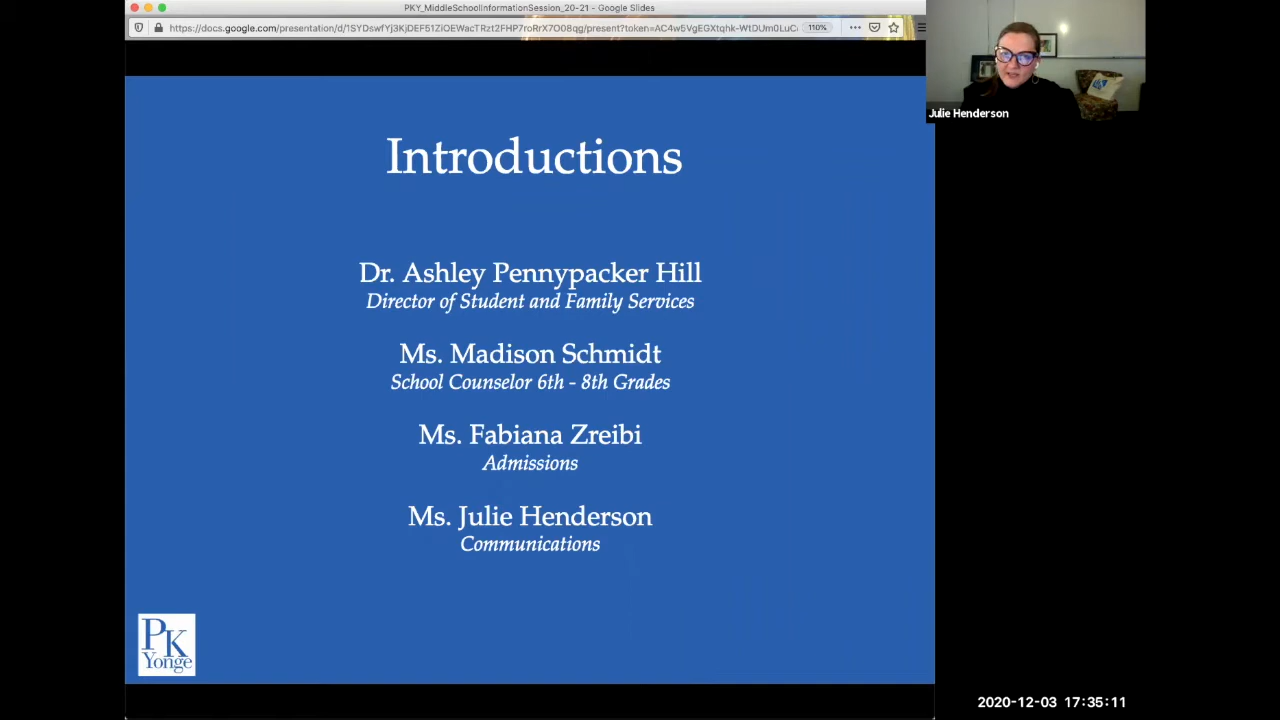 PKY_MiddleSchoolInformationSession_20-21 - Google Slides
110%
Julie Henderson
Introductions
Dr. Ashley Pennypacker Hill
Director of Student and Family Services
Ms. Madison Schmidt
School Counselor 6th - 8th Grades
Ms. Fabiana Zreibi
Admissions
Ms. Julie Henderson
Communications
PK
Yonge
2020-12-03 17:35:11